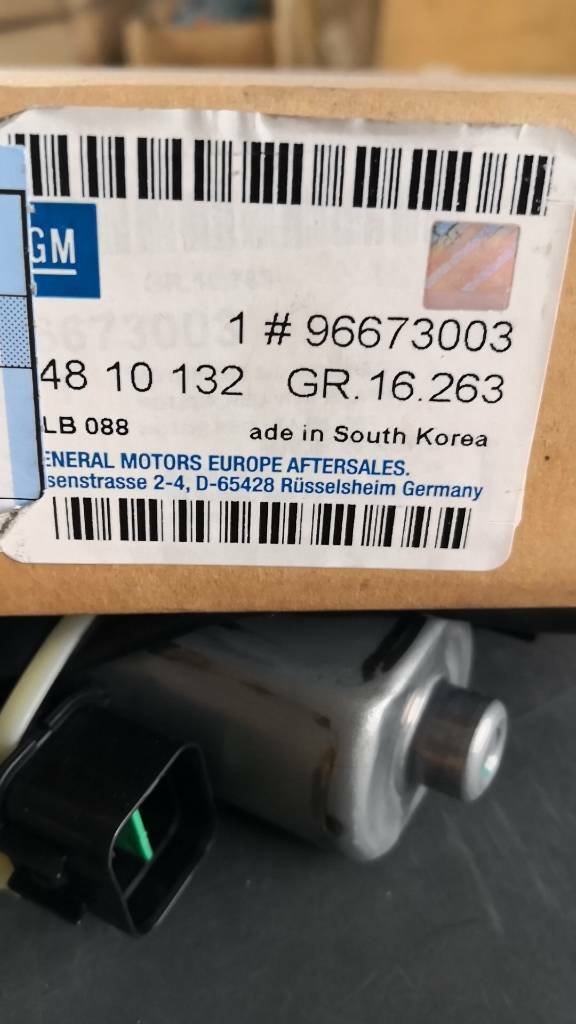 GM
1 # 96673003
48 10 132 GR.16.263
LB 088 ade in South Korea
ENERAL MOTORS EUROPE AFTERSALES.
senstrasse 2-4, D-65428 Rüsselsheim Germany